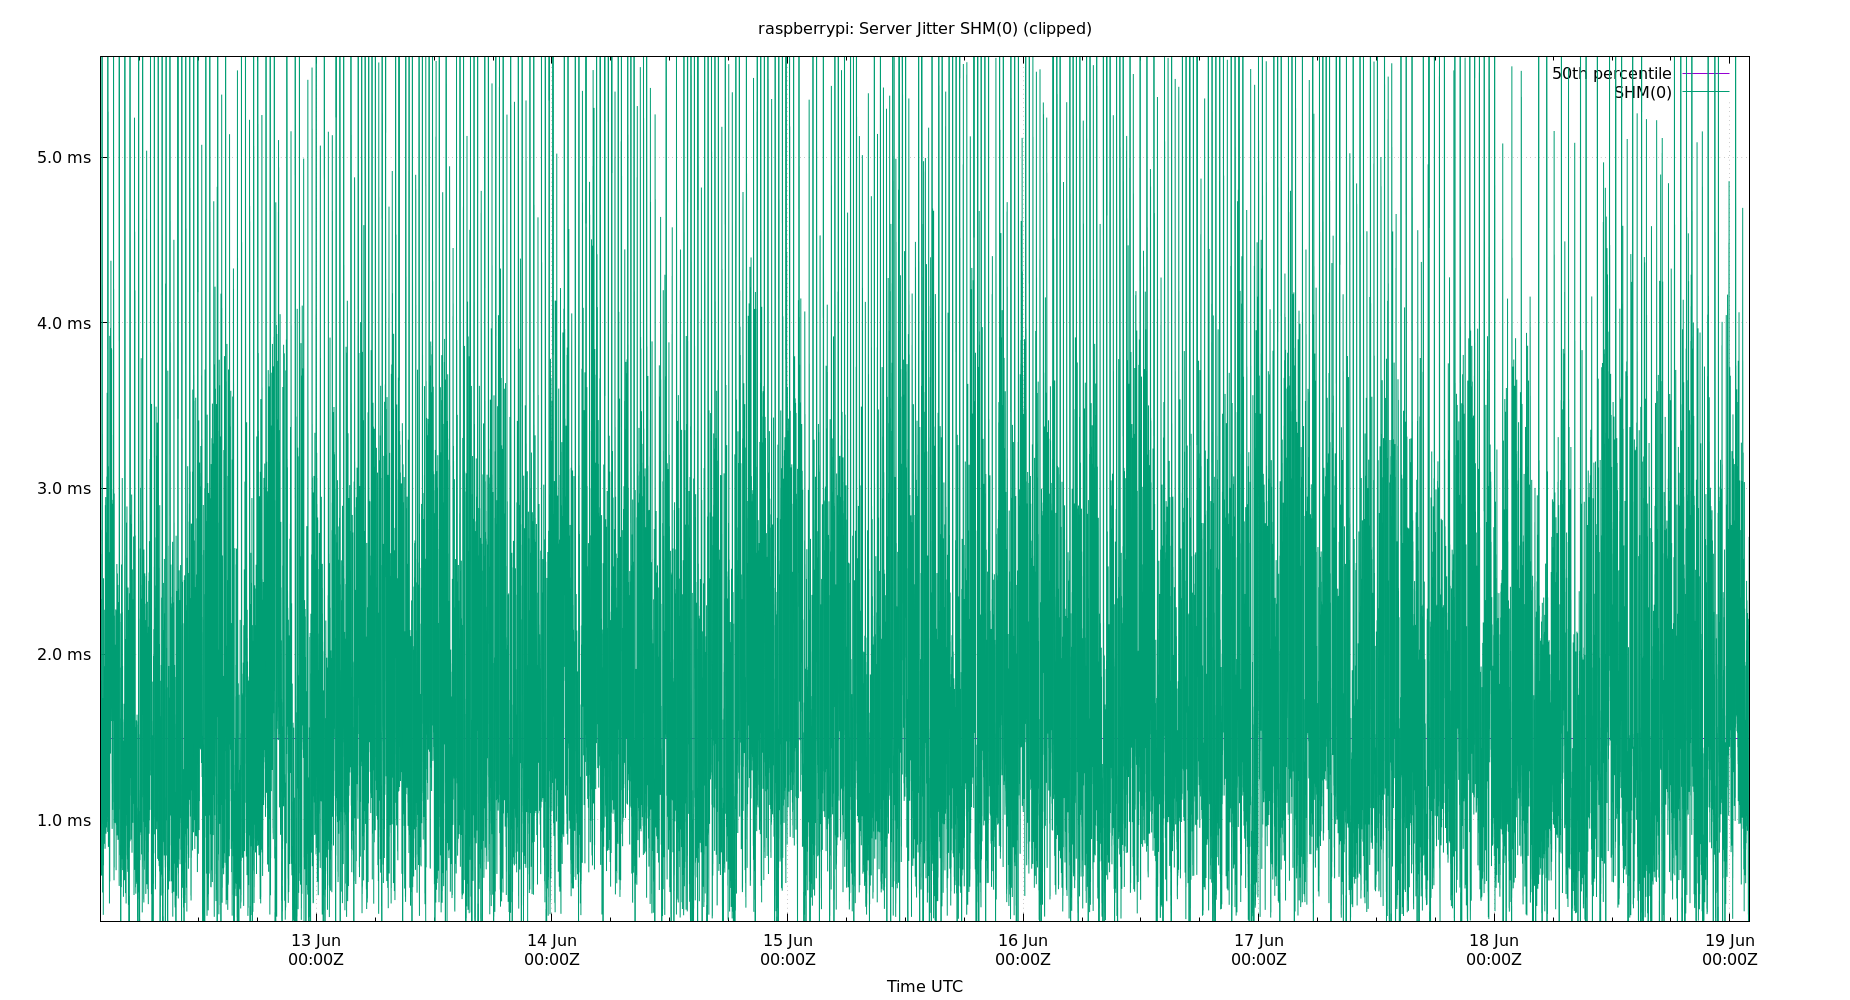 raspberrypi: Server Jitter SHM(0) (clipped)
50th percentile
SHM(0)
5.0 ms
4.0 ms
3.0 ms
2.0 ms
1.0 ms
13 Jun 14 Jun 15 Jun 16 Jun 17 Jun 18 Jun 19 Jun
00:00Z 00:00Z 00:00Z 00:00Z 00:00Z 00:00Z 00:00Z
Time UTC